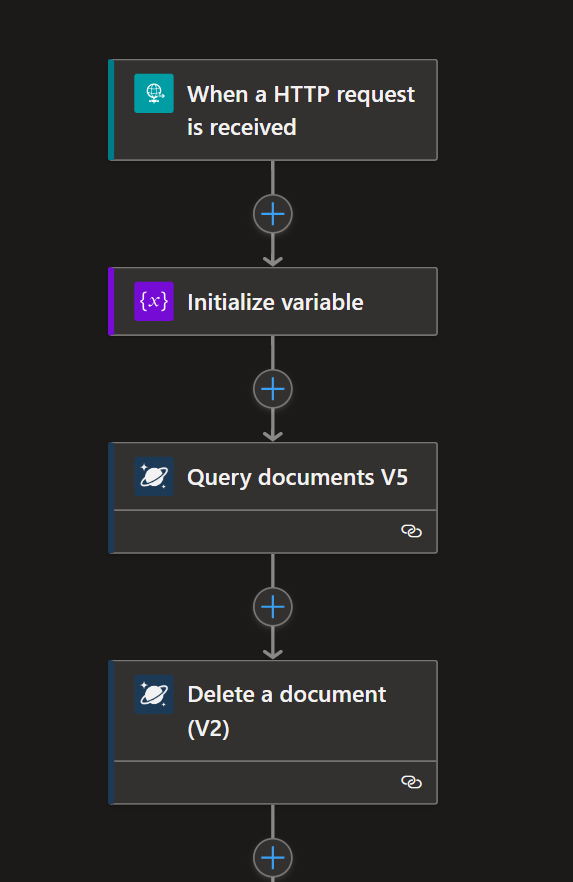 When a HTTP request
is received
{x} Initialize variable
Query documents V5
Delete a document
(V2)